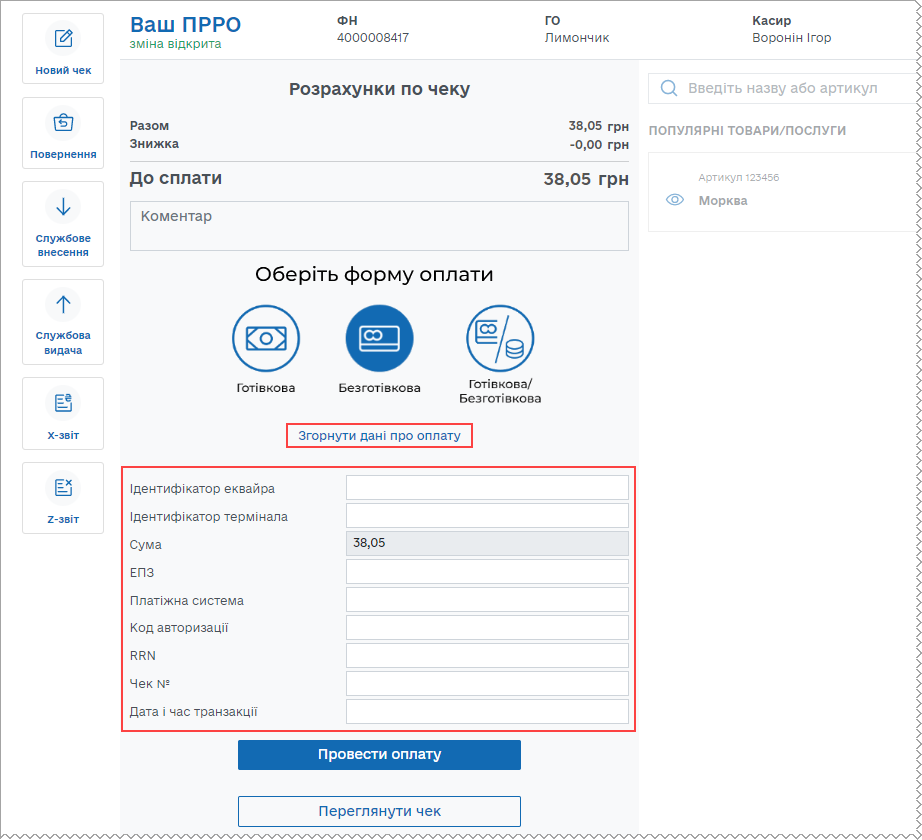 Ваш ПРРО
зміна відкрита
ФН
4000008417
ГО
Лимончик
Касир
Воронін Ігор
Новий чек
Повернення
Службове
внесення
Службова
видача
X-звіт
Z-звіт
Розрахунки по чеку
Разом 38,05 грн
Знижка -0,00 грн
До сплати 38,05 грн
Коментар
Оберіть форму оплати
Готівкова
Безготівкова
Готівкова/
Безготівкова
Згорнути дані про оплату
Ідентифікатор еквайра
Ідентифікатор термінала
Сума 38,05
ЕПЗ
Платіжна система
Код авторизації
RRN
Чек №
Дата і час транзакції
Провести оплату
Переглянути чек
Введіть назву або артикул
ПОПУЛЯРНІ ТОВАРИ/ПОСЛУГИ
Артикул 123456
Морква